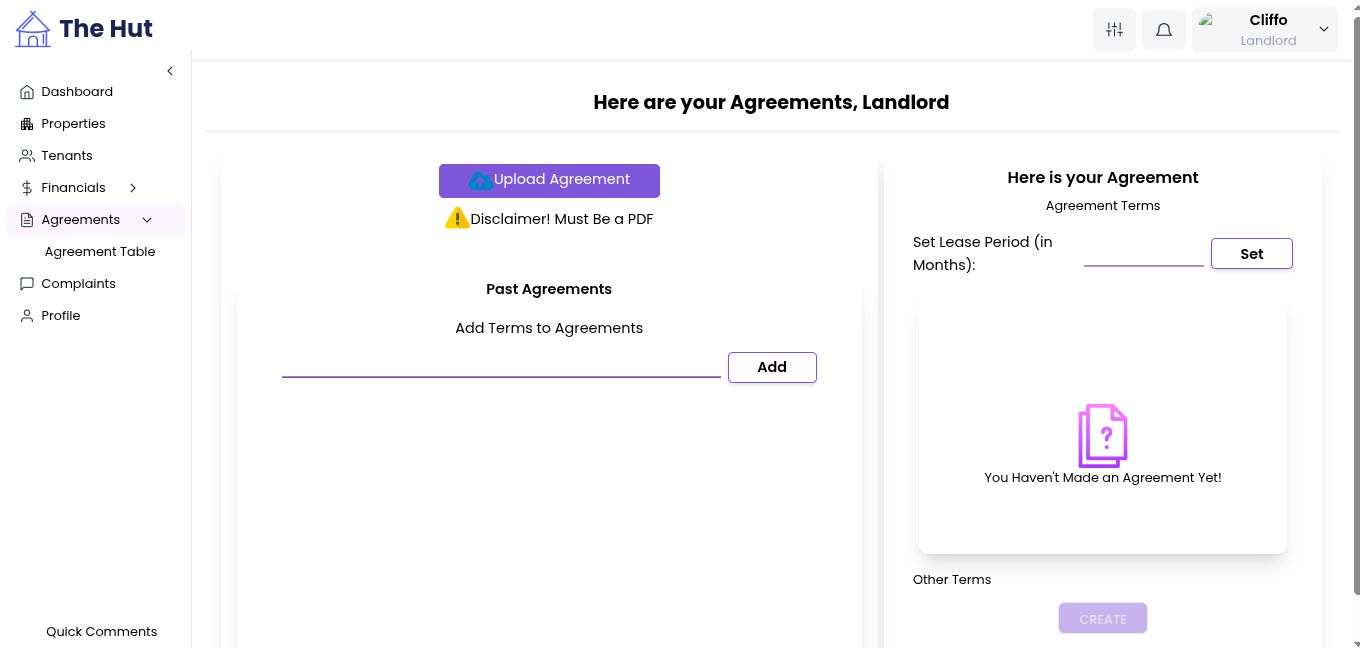 The Hut
Cliffo
Landlord
Dashboard
Properties
Tenants
Financials
Agreements
Agreement Table
Complaints
Profile
Quick Comments
Here are your Agreements, Landlord
Upload Agreement
Disclaimer! Must Be a PDF
Past Agreements
Add Terms to Agreements
Add
Here is your Agreement
Agreement Terms
Set Lease Period (in
Months):
Set
?
You Haven't Made an Agreement Yet!
Other Terms
CREATE